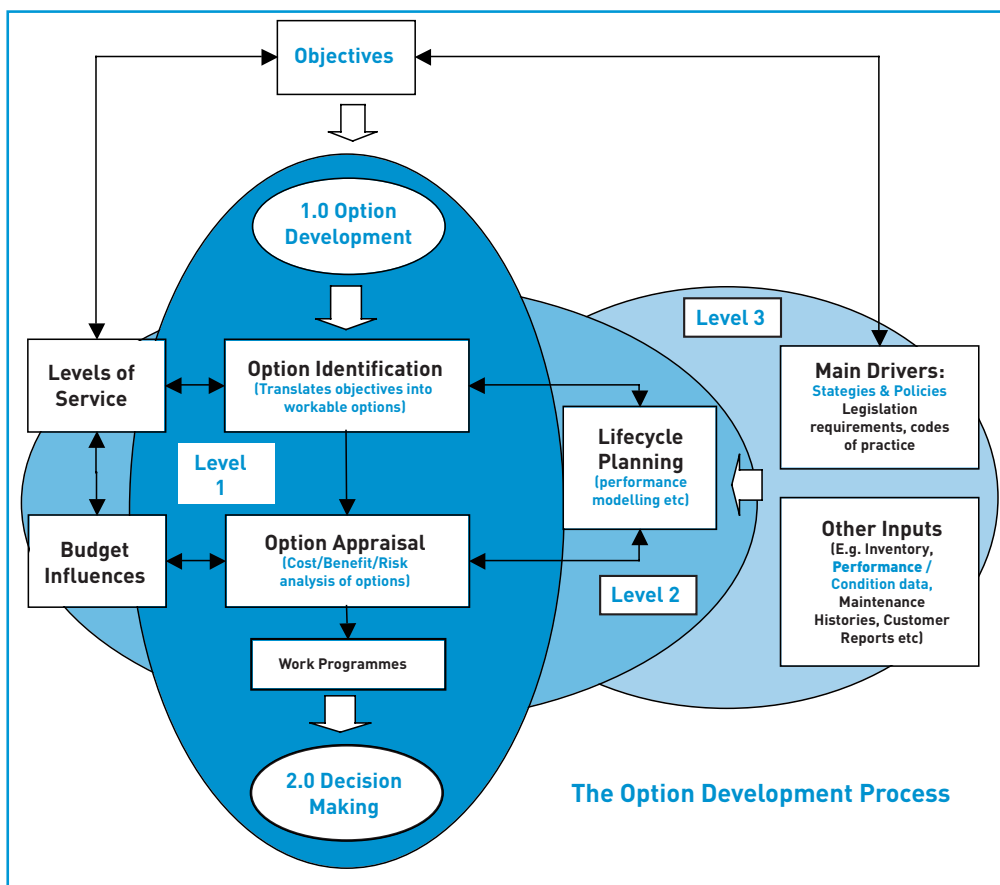 Objectives
1.0 Option
Development
Level 3
Levels of
Service
Option Identification
(Translates objectives into
workable options)
Main Drivers:
Stategies & Policies
Legislation
requirements, codes
of practice
Level
1
Lifecycle
Planning
(performance
modelling etc)
Budget
Influences
Option Appraisal
(Cost/Benefit/Risk
analysis of options)
Level 2
Other Inputs
(E.g. Inventory,
Performance /
Condition data,
Maintenance
Histories, Customer
Reports etc)
Work Programmes
2.0 Decision
Making
The Option Development Process